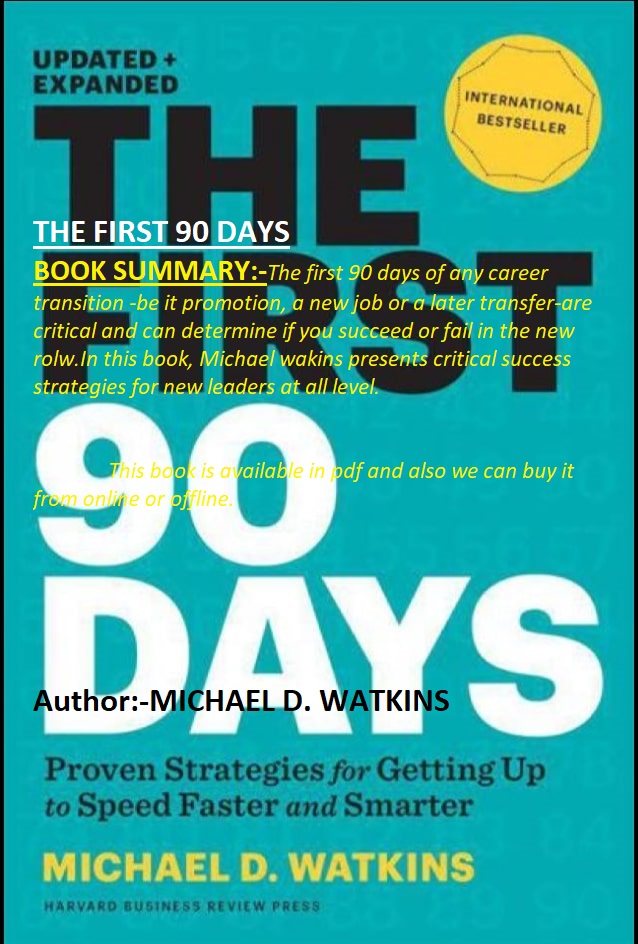 UPDATED +
EXPANDED
INTERNATIONAL
BESTSELLER
THE
THE FIRST 90 DAYS
FIRST
BOOK SUMMARY:-The first 90 days of any career
transition -be it promotion, a new job or a later transfer-are
critical and can determine if you succeed or fail in the new
rolw.In this book, Michael wakins presents critical success
strategies for new leaders at all level.
90
This book is available in pdf and also we can buy it
from online or offline.
DAYS
Author:-MICHAEL D. WATKINS
Proven Strategies for Getting Up
to Speed Faster and Smarter
MICHAEL D. WATKINS
HARVARD BUSINESS REVIEW PRESS